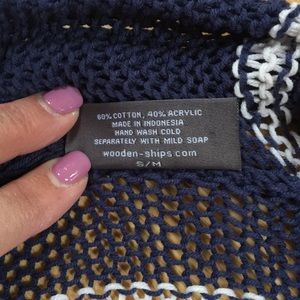 60% COTTON, 40% ACRYLIC
MADE IN INDONESIA
HAND WASH COLD
SEPARATELY WITH MILD SOAP
wooden-ships.com
S/M